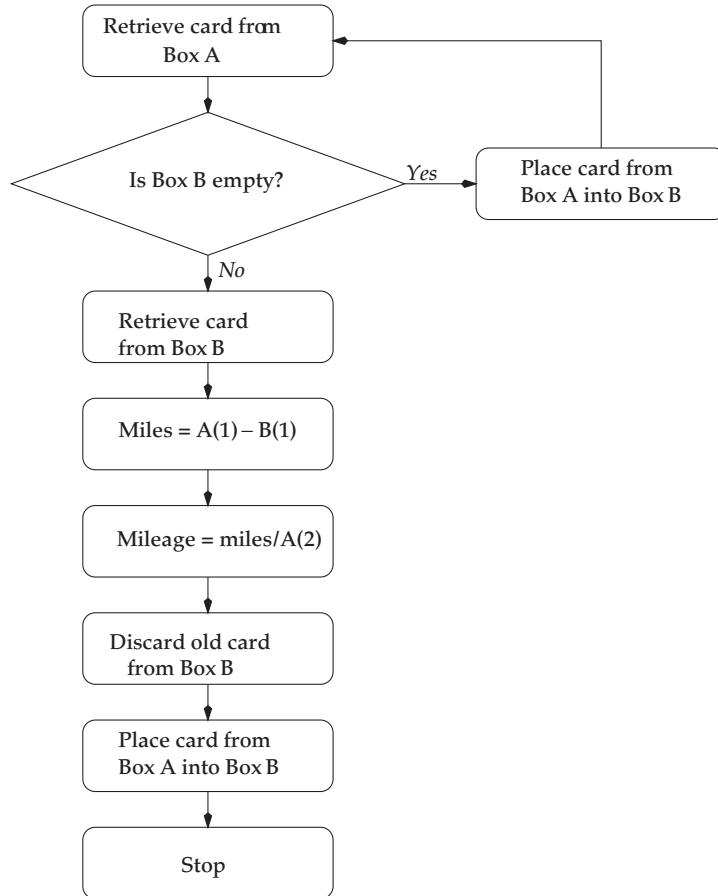 Retrieve card from
Box A
Is Box B empty?
Yes
Place card from
Box A into Box B
No
Retrieve card
from Box B
Miles = A(1) – B(1)
Mileage = miles/A(2)
Discard old card
from Box B
Place card from
Box A into Box B
Stop